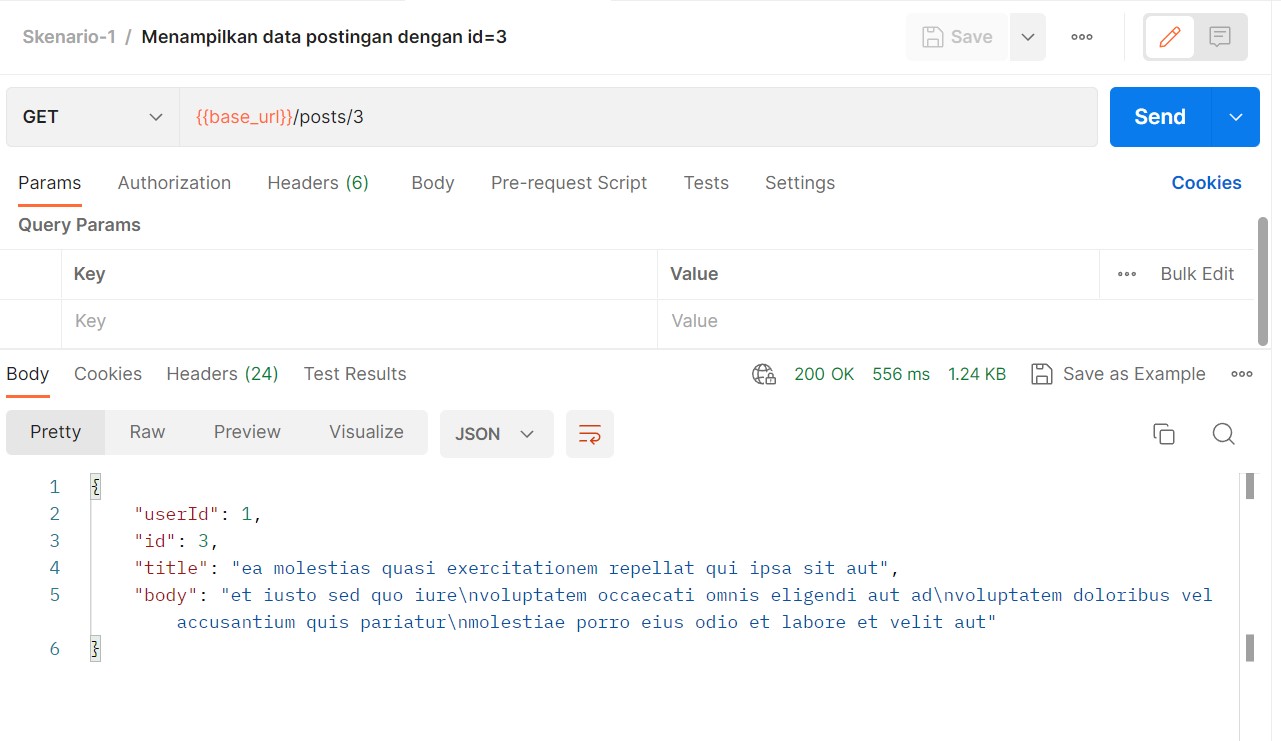 Skenario-1 / Menampilkan data postingan dengan id=3 Save
GET {{base_url}}/posts/3 Send
Params Authorization Headers (6) Body Pre-request Script Tests Settings Cookies
Query Params
Key Value Bulk Edit
Key Value
Body Cookies Headers (24) Test Results 200 OK 556 ms 1.24 KB Save as Example
Pretty Raw Preview Visualize JSON
1 {
2 "userId": 1,
3 "id": 3,
4 "title": "ea molestias quasi exercitationem repellat qui ipsa sit aut",
5 "body": "et iusto sed quo iure\nvoluptatem occaecati omnis eligendi aut ad\nvoluptatem doloribus vel
accusantium quis pariatur\nmolestiae porro eius odio et labore et velit aut"
6 }